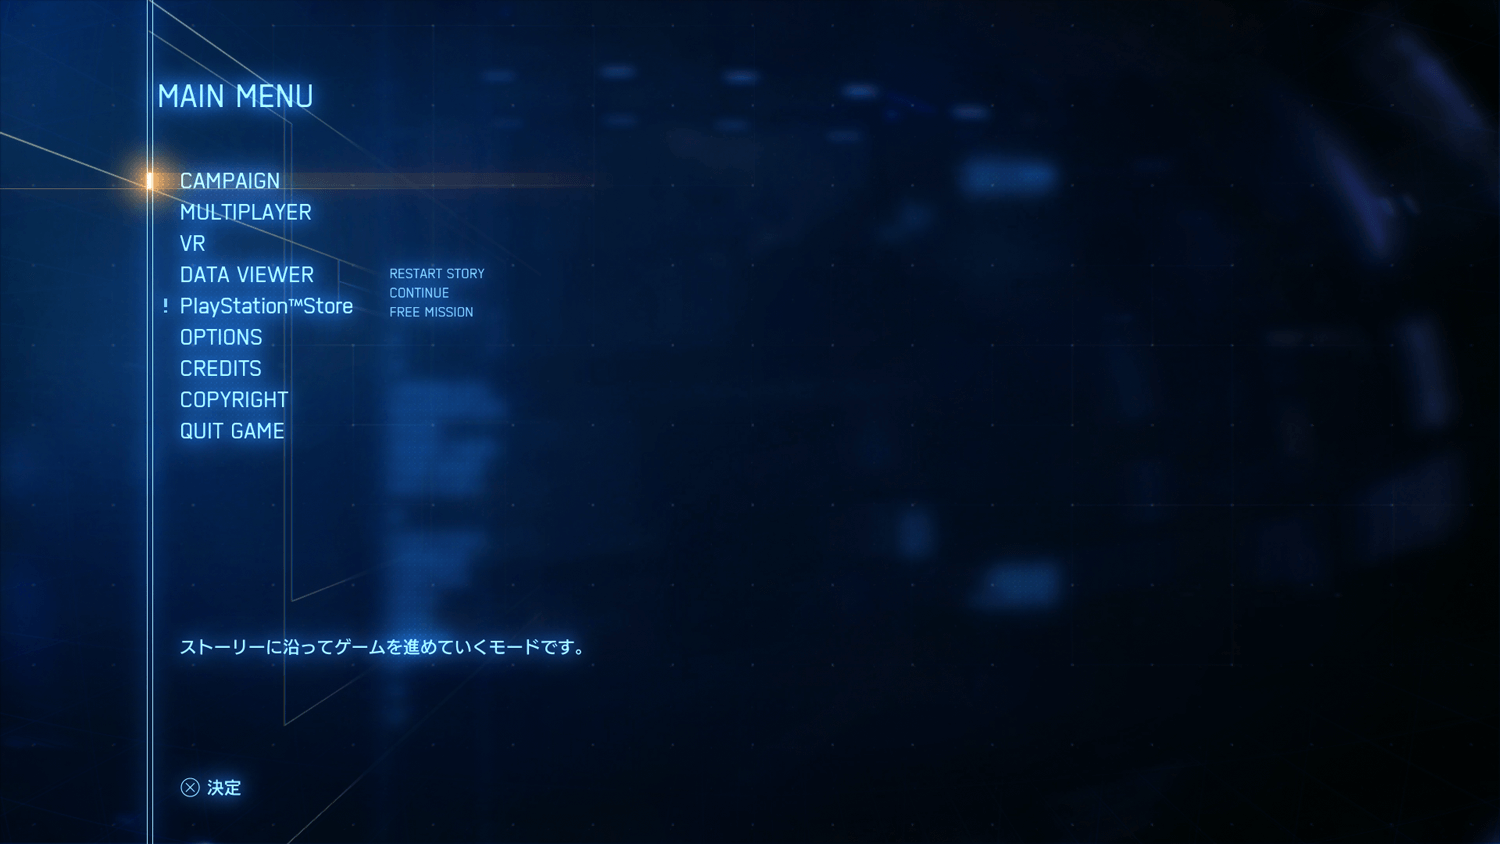 MAIN MENU
CAMPAIGN
MULTIPLAYER
VR
DATA VIEWER
! PlayStation™Store
OPTIONS
CREDITS
COPYRIGHT
QUIT GAME
RESTART STORY
CONTINUE
FREE MISSION
ストーリーに沿ってゲームを進めていくモードです。
決定